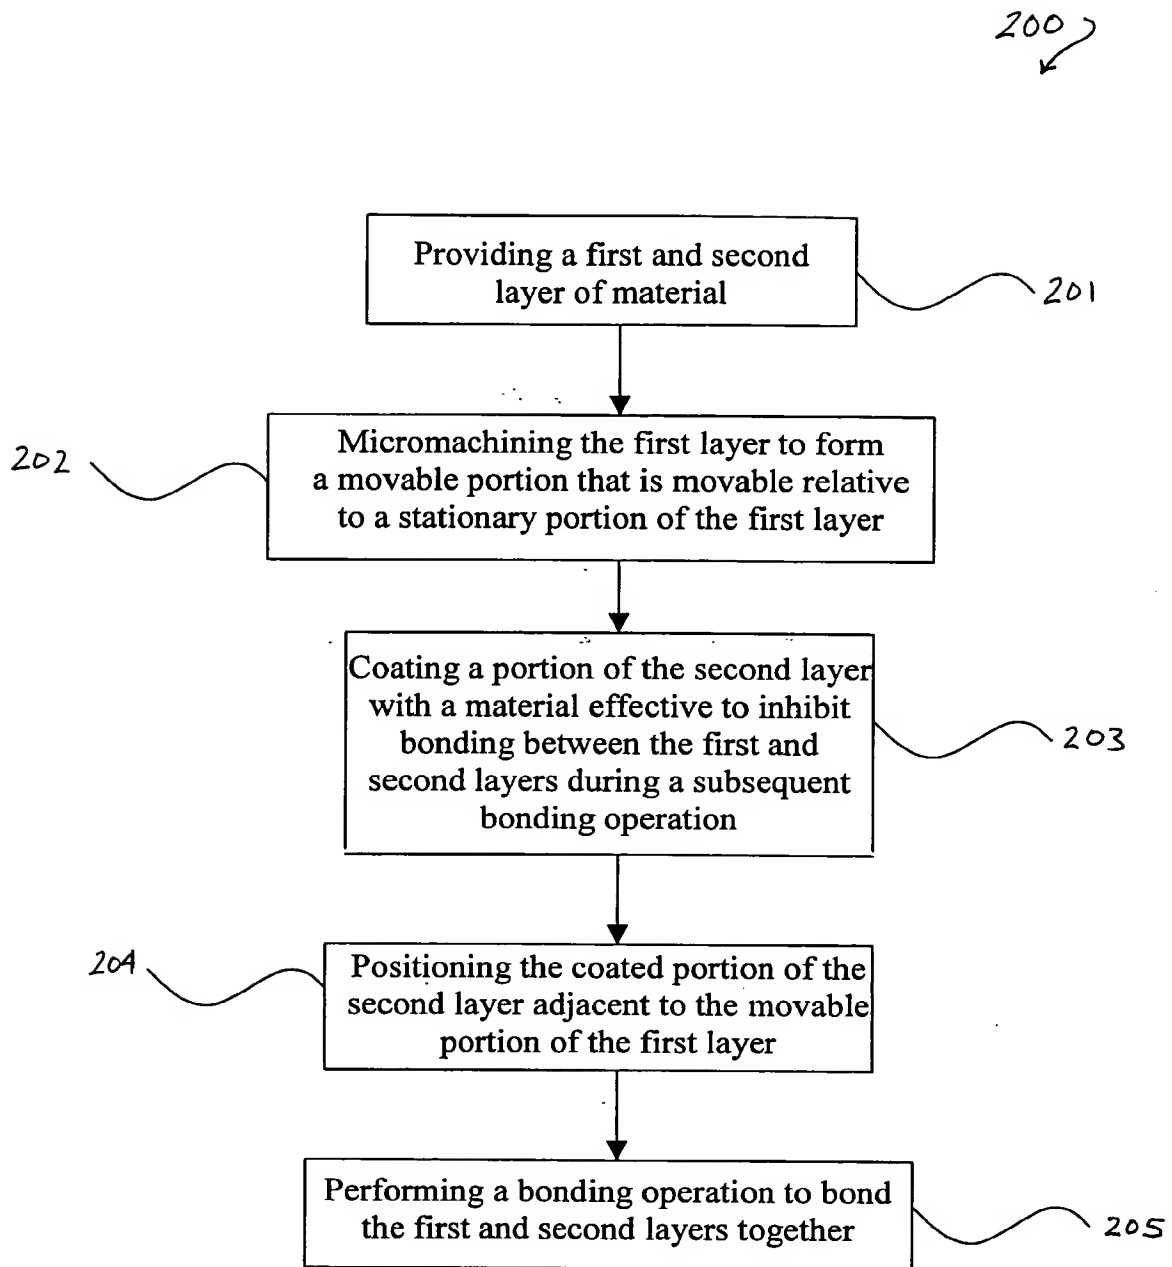 200
Providing a first and second
layer of material
201
Micromachining the first layer to form
a movable portion that is movable relative
to a stationary portion of the first layer
202
Coating a portion of the second layer
with a material effective to inhibit
bonding between the first and
second layers during a subsequent
bonding operation
203
Positioning the coated portion of the
second layer adjacent to the movable
portion of the first layer
204
Performing a bonding operation to bond
the first and second layers together
205